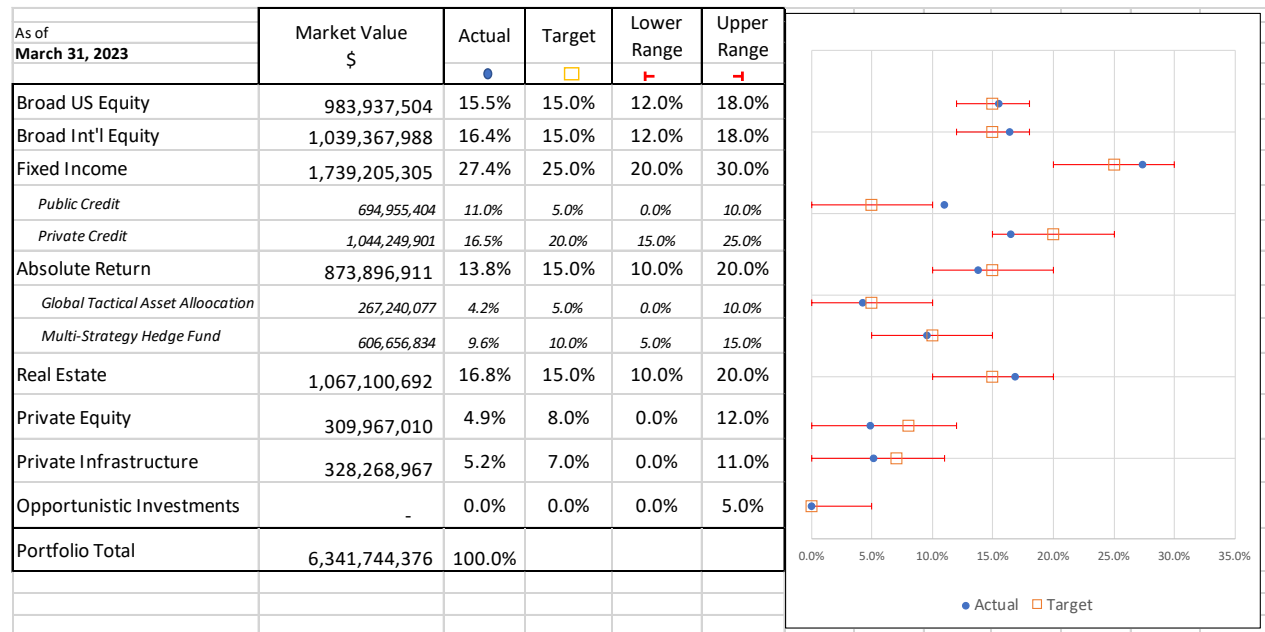 As of
March 31, 2023
Market Value
$
Actual
Target
Lower
Range
Upper
Range
Broad US Equity 983,937,504 15.5% 15.0% 12.0% 18.0%
Broad Int'l Equity 1,039,367,988 16.4% 15.0% 12.0% 18.0%
Fixed Income 1,739,205,305 27.4% 25.0% 20.0% 30.0%
Public Credit 694,955,404 11.0% 5.0% 0.0% 10.0%
Private Credit 1,044,249,901 16.5% 20.0% 15.0% 25.0%
Absolute Return 873,896,911 13.8% 15.0% 10.0% 20.0%
Global Tactical Asset Alloocation 267,240,077 4.2% 5.0% 0.0% 10.0%
Multi-Strategy Hedge Fund 606,656,834 9.6% 10.0% 5.0% 15.0%
Real Estate 1,067,100,692 16.8% 15.0% 10.0% 20.0%
Private Equity 309,967,010 4.9% 8.0% 0.0% 12.0%
Private Infrastructure 328,268,967 5.2% 7.0% 0.0% 11.0%
Opportunistic Investments - 0.0% 0.0% 0.0% 5.0%
Portfolio Total 6,341,744,376 100.0%
0.0% 5.0% 10.0% 15.0% 20.0% 25.0% 30.0% 35.0%
Actual Target